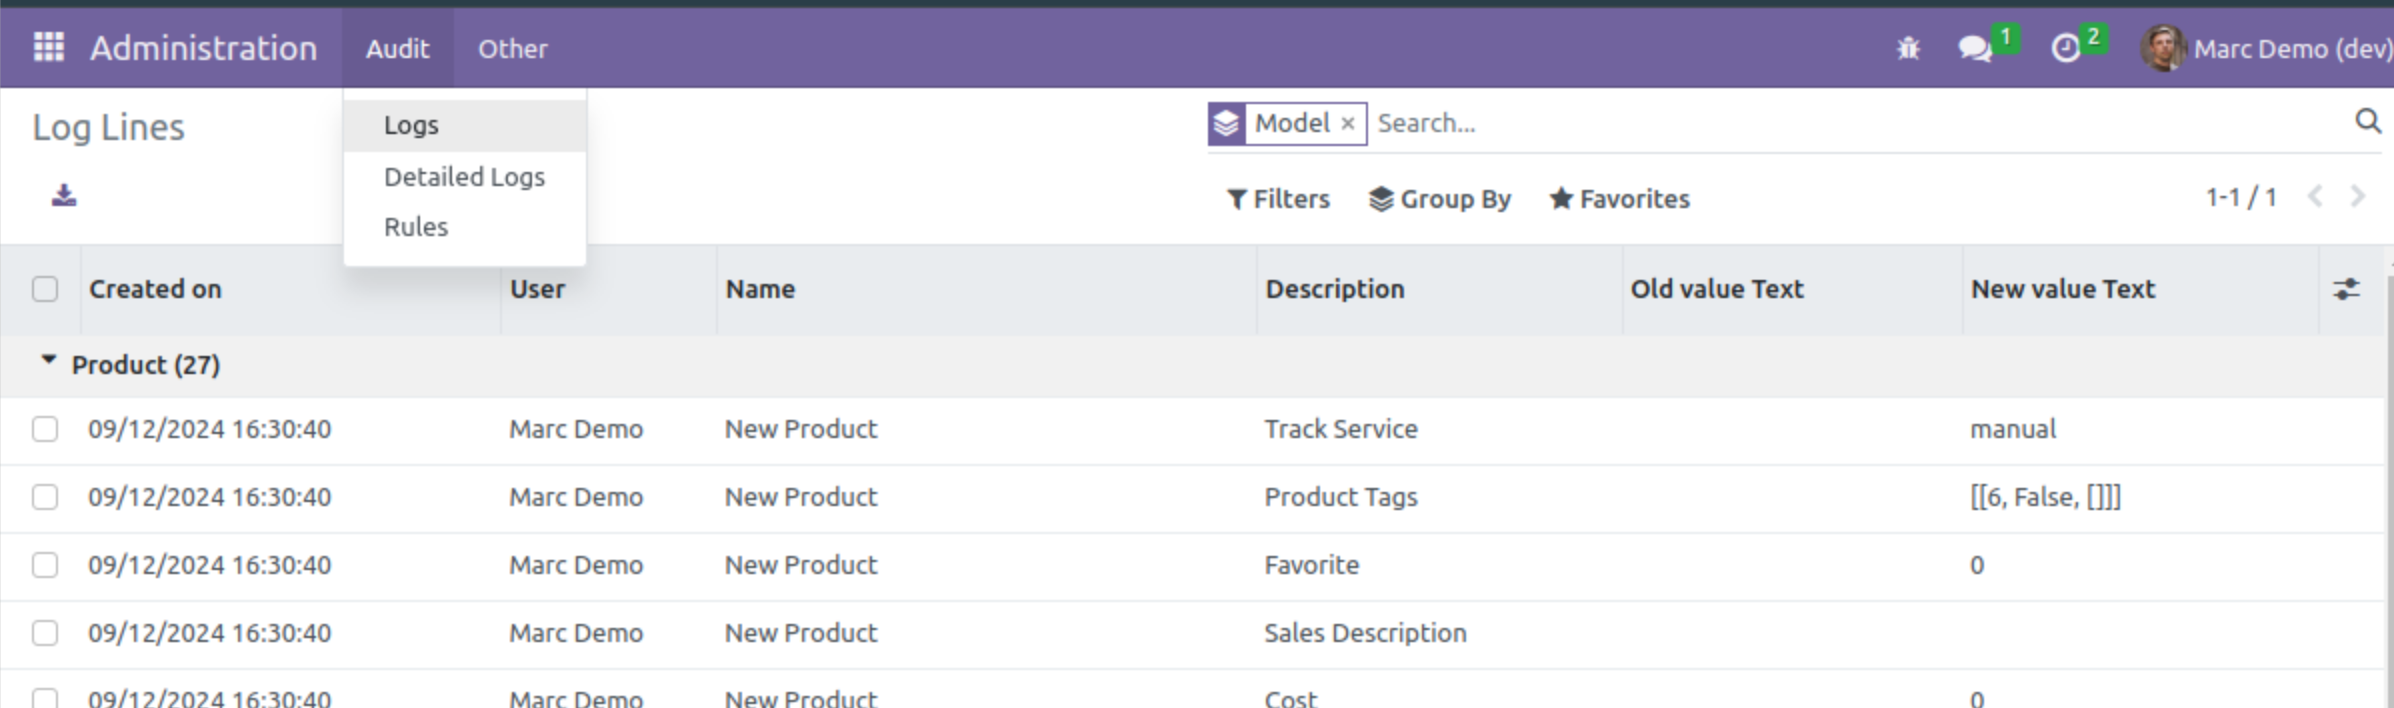 Administration Audit Other 1 2 Marc Demo (dev)
Log Lines Logs Model × Search...
Detailed Logs
Filters Group By Favorites 1-1 / 1
Rules
Created on User Name Description Old value Text New value Text
Product (27)
09/12/2024 16:30:40 Marc Demo New Product Track Service manual
09/12/2024 16:30:40 Marc Demo New Product Product Tags [[6, False, []]]
09/12/2024 16:30:40 Marc Demo New Product Favorite 0
09/12/2024 16:30:40 Marc Demo New Product Sales Description
09/12/2024 16:30:40 Marc Demo New Product Cost 0